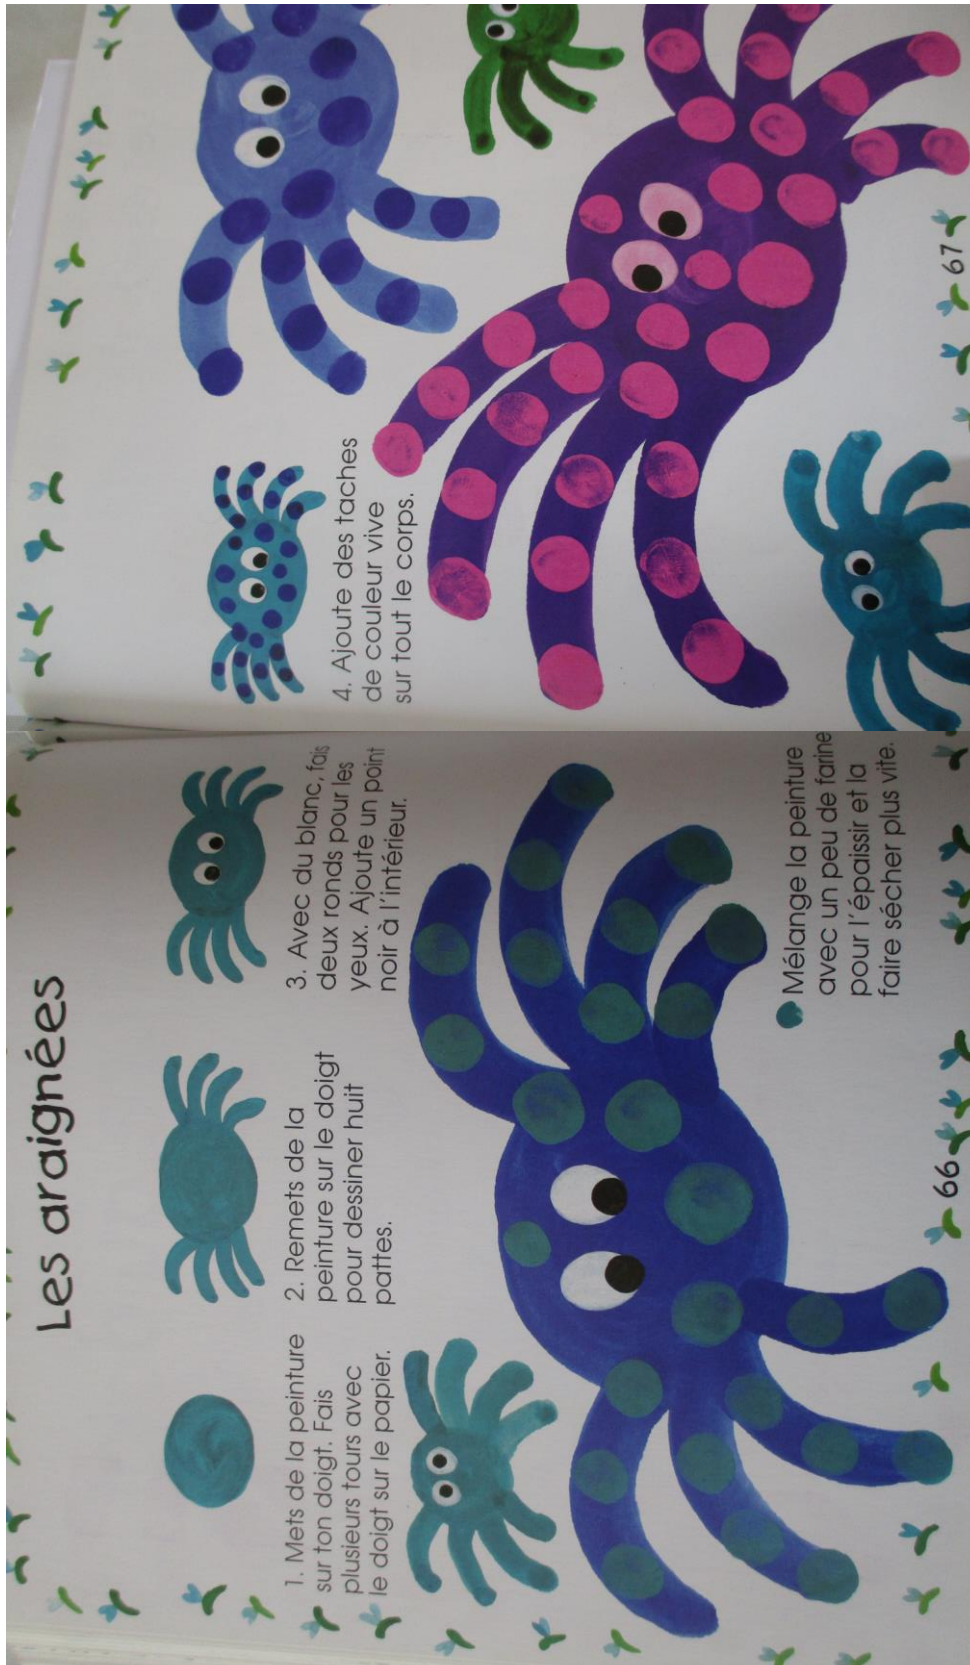 Les araignées
1. Mets de la peinture
sur ton doigt. Fais
plusieurs tours avec
le doigt sur le papier.
2. Remets de la
peinture sur le doigt
pour dessiner huit
pattes.
3. Avec du blanc, fais
deux ronds pour les
yeux. Ajoute un point
noir à l'intérieur.
Mélange la peinture
avec un peu de farine
pour l'épaissir et la
faire sécher plus vite.
66
4. Ajoute des taches
de couleur vive
sur tout le corps.
67